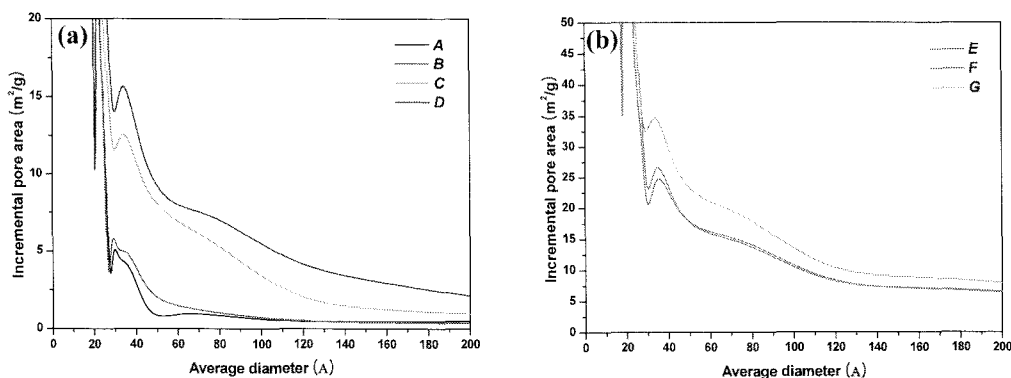 (a)
A
B
C
D
Incremental pore area (m²/g)
20
15
10
5
0
0 20 40 60 80 100 120 140 160 180 200
Average diameter (A)
(b)
E
F
G
Incremental pore area (m²/g)
50
45
40
35
30
25
20
15
10
5
0
0 20 40 60 80 100 120 140 160 180 200
Average diameter (A)